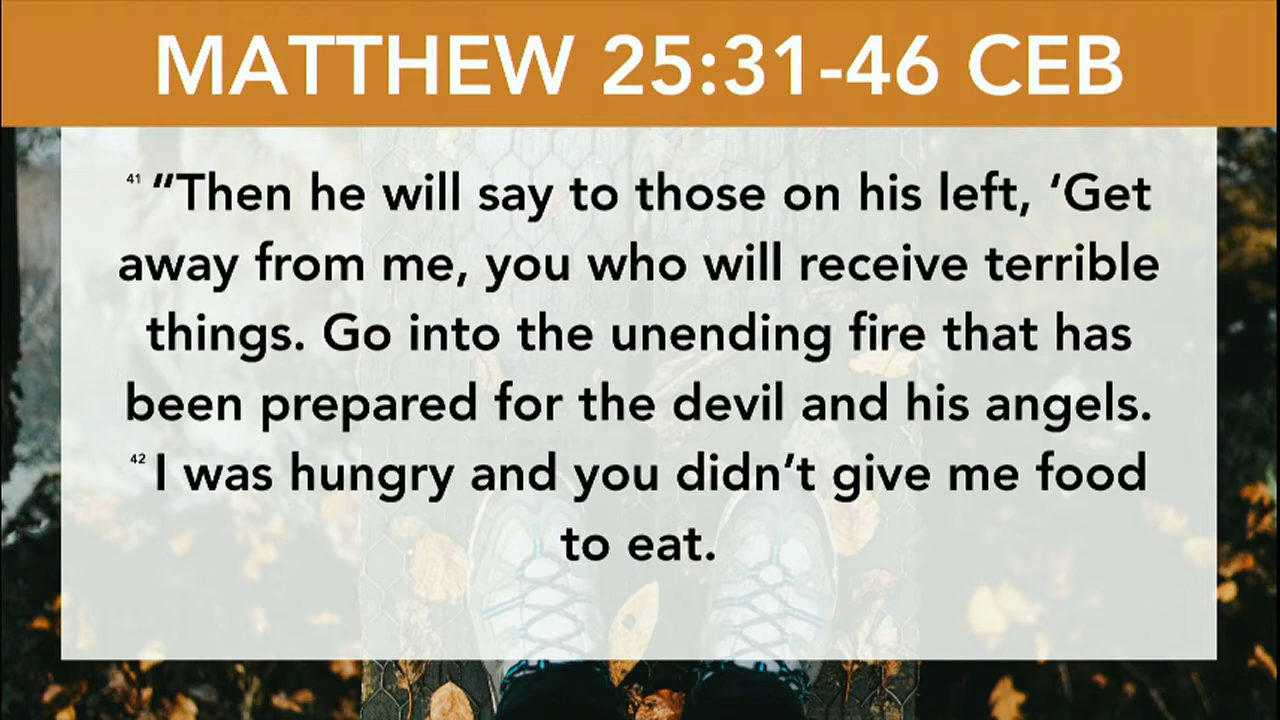 MATTHEW 25:31-46 CEB
41 "Then he will say to those on his left, ‘Get
away from me, you who will receive terrible
things. Go into the unending fire that has
been prepared for the devil and his angels.
42 I was hungry and you didn’t give me food
to eat.